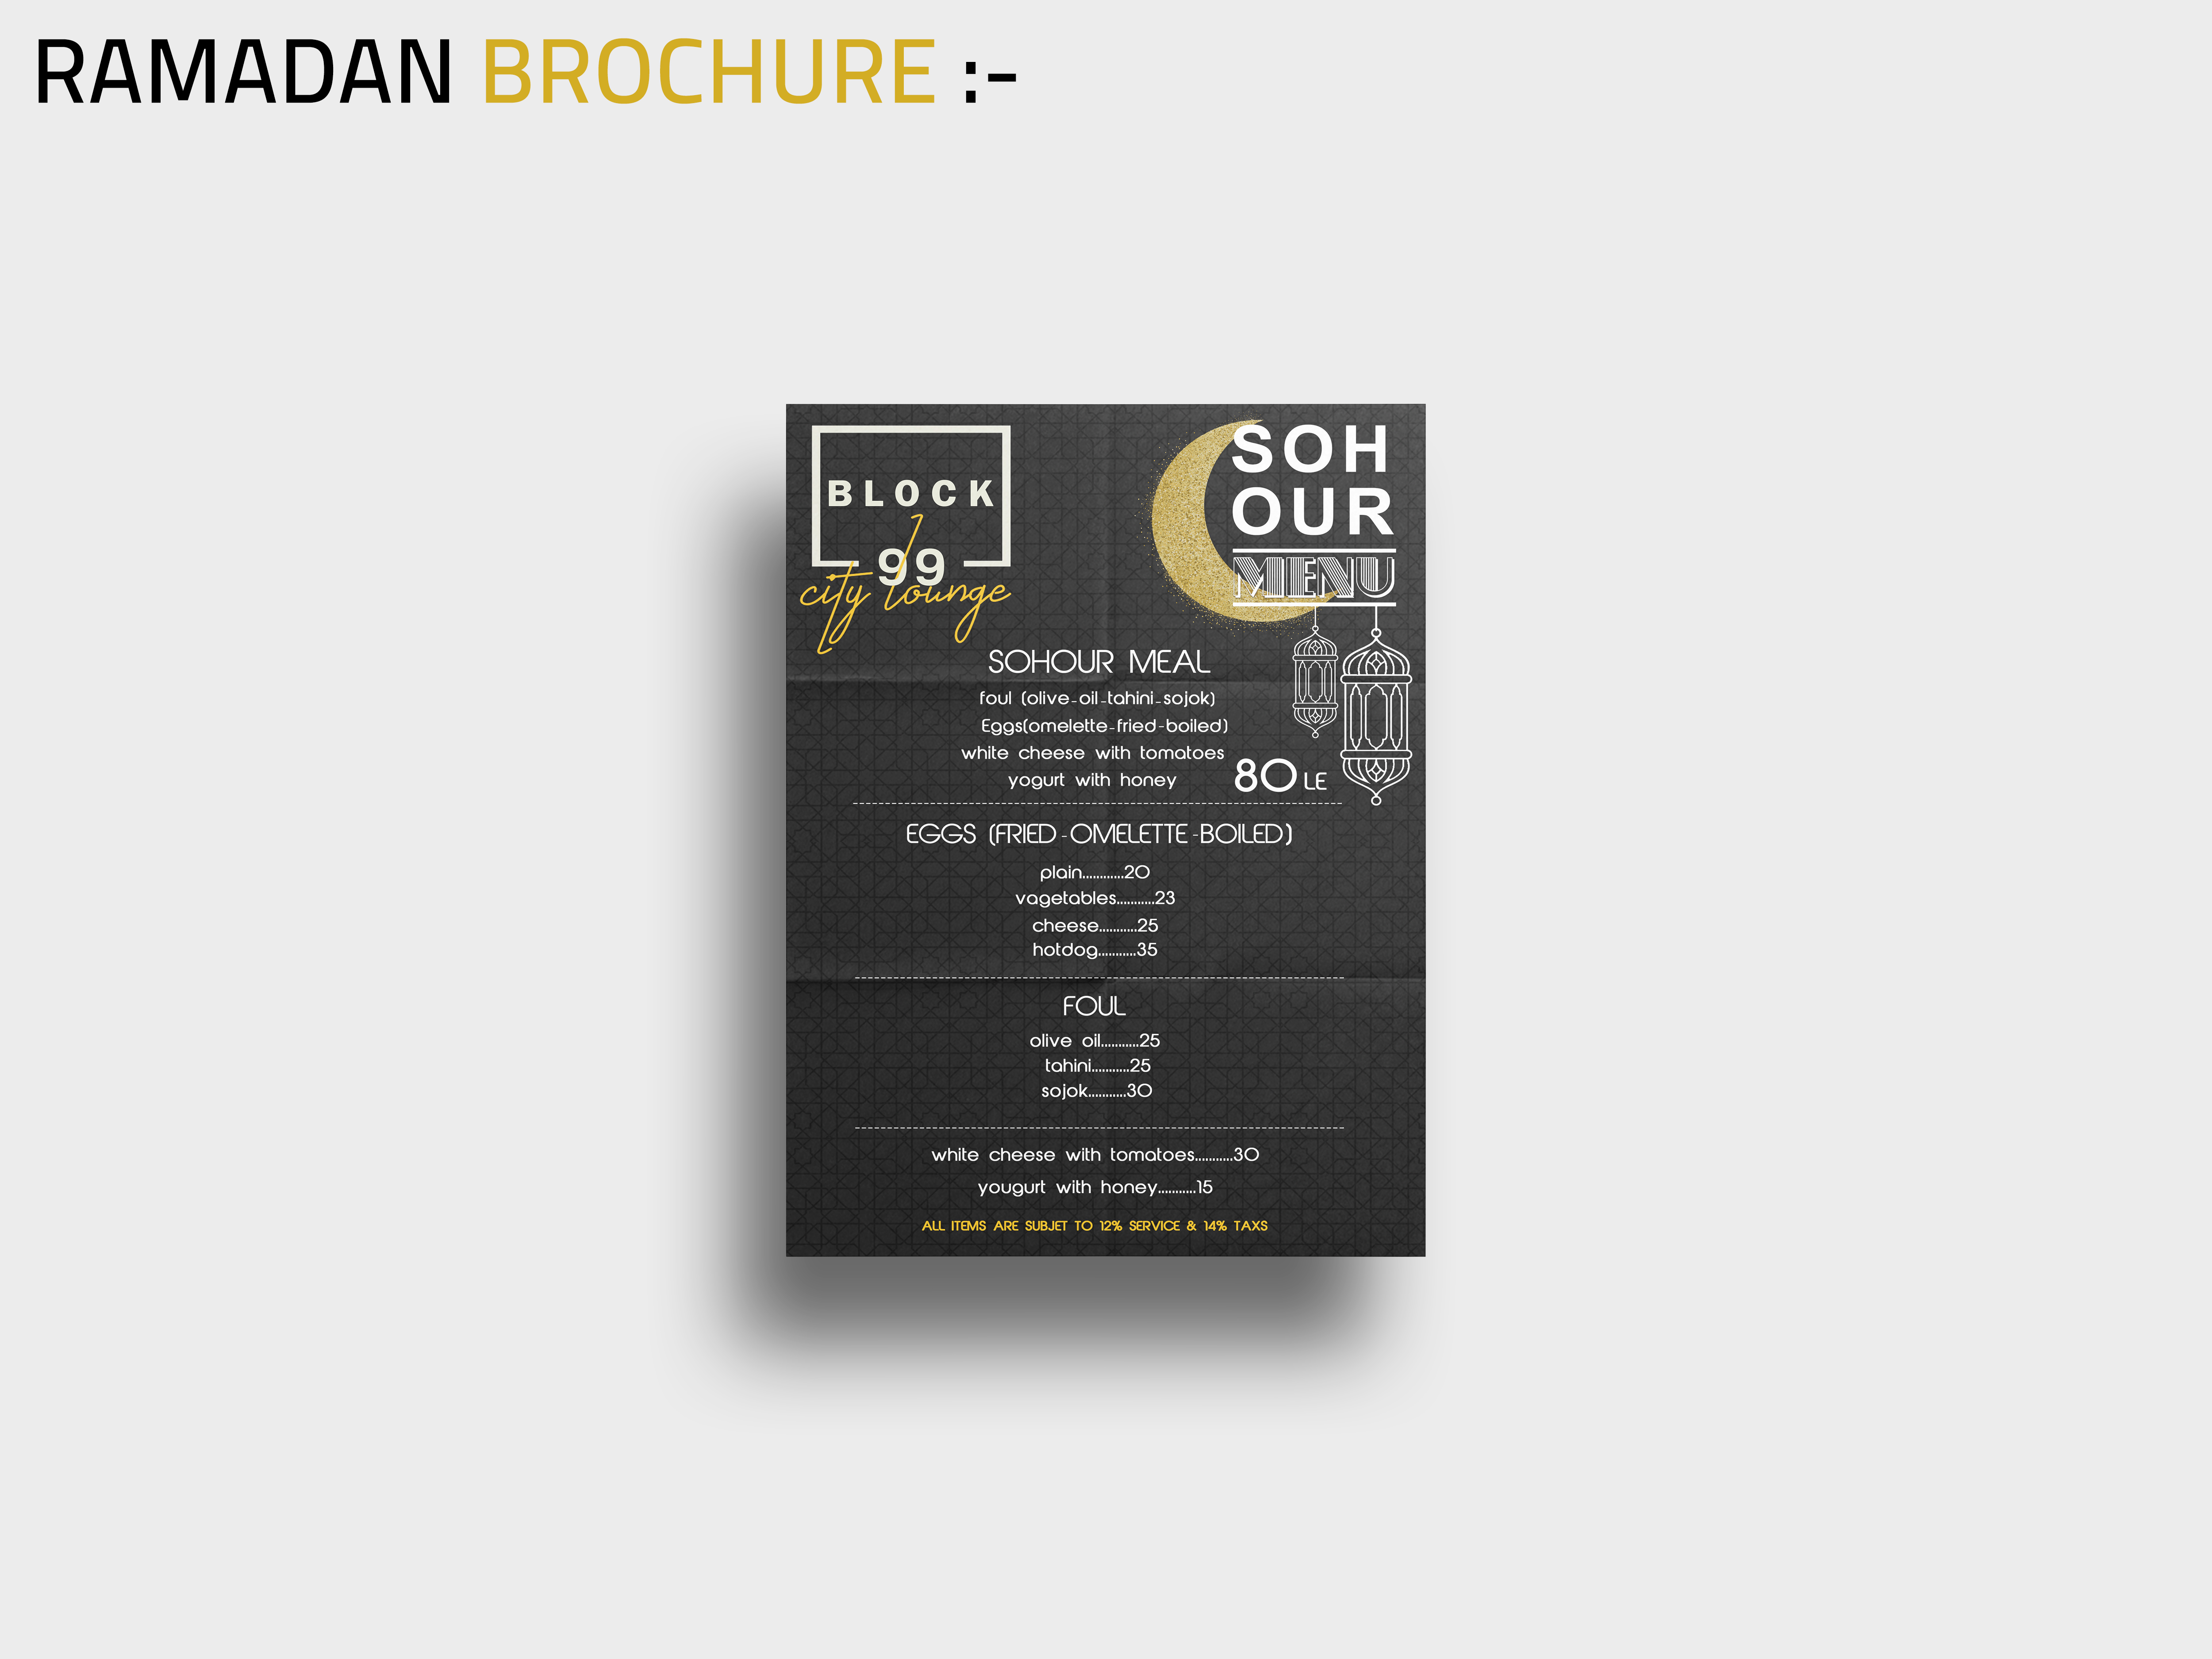 RAMADAN BROCHURE :-
BLOCK
99
city lounge
SOH
OUR
MENU
SOHOUR MEAL
foul (olive-oil-tahini-sojok)
Eggs(omelette-fried-boiled)
white cheese with tomatoes
yogurt with honey
80 LE
EGGS (FRIED-OMELETTE-BOILED)
plain...........20
vagetables...........23
cheese...........25
hotdog...........35
FOUL
olive oil...........25
tahini...........25
sojok...........30
white cheese with tomatoes...........30
yougurt with honey...........15
ALL ITEMS ARE SUBJET TO 12% SERVICE & 14% TAXS